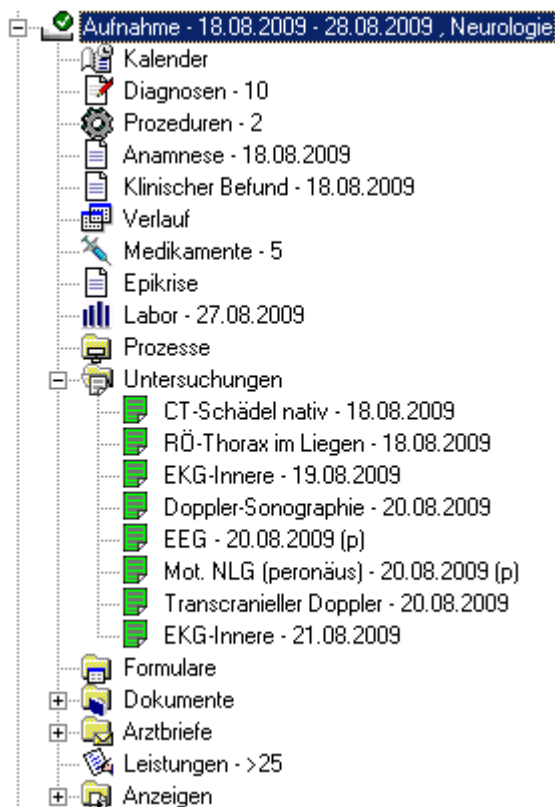 Aufnahme - 18.08.2009 - 28.08.2009 , Neurologie
Kalender
Diagnosen - 10
Prozeduren - 2
Anamnese - 18.08.2009
Klinischer Befund - 18.08.2009
Verlauf
Medikamente - 5
Epikrise
Labor - 27.08.2009
Prozesse
Untersuchungen
CT-Schädel nativ - 18.08.2009
RÖ-Thorax im Liegen - 18.08.2009
EKG-Innere - 19.08.2009
Doppler-Sonographie - 20.08.2009
EEG - 20.08.2009 (p)
Mot. NLG (peronäus) - 20.08.2009 (p)
Transcranieller Doppler - 20.08.2009
EKG-Innere - 21.08.2009
Formulare
Dokumente
Arztbriefe
Leistungen - >25
Anzeigen